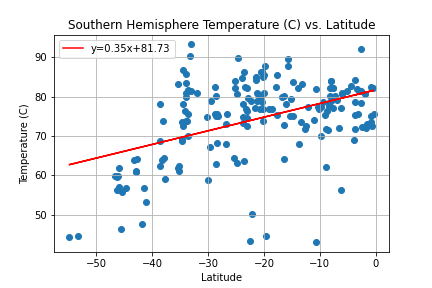 Southern Hemisphere Temperature (C) vs. Latitude
y=0.35x+81.73
Temperature (C)
90
80
70
60
50
−50
−40
−30
−20
−10
0
Latitude